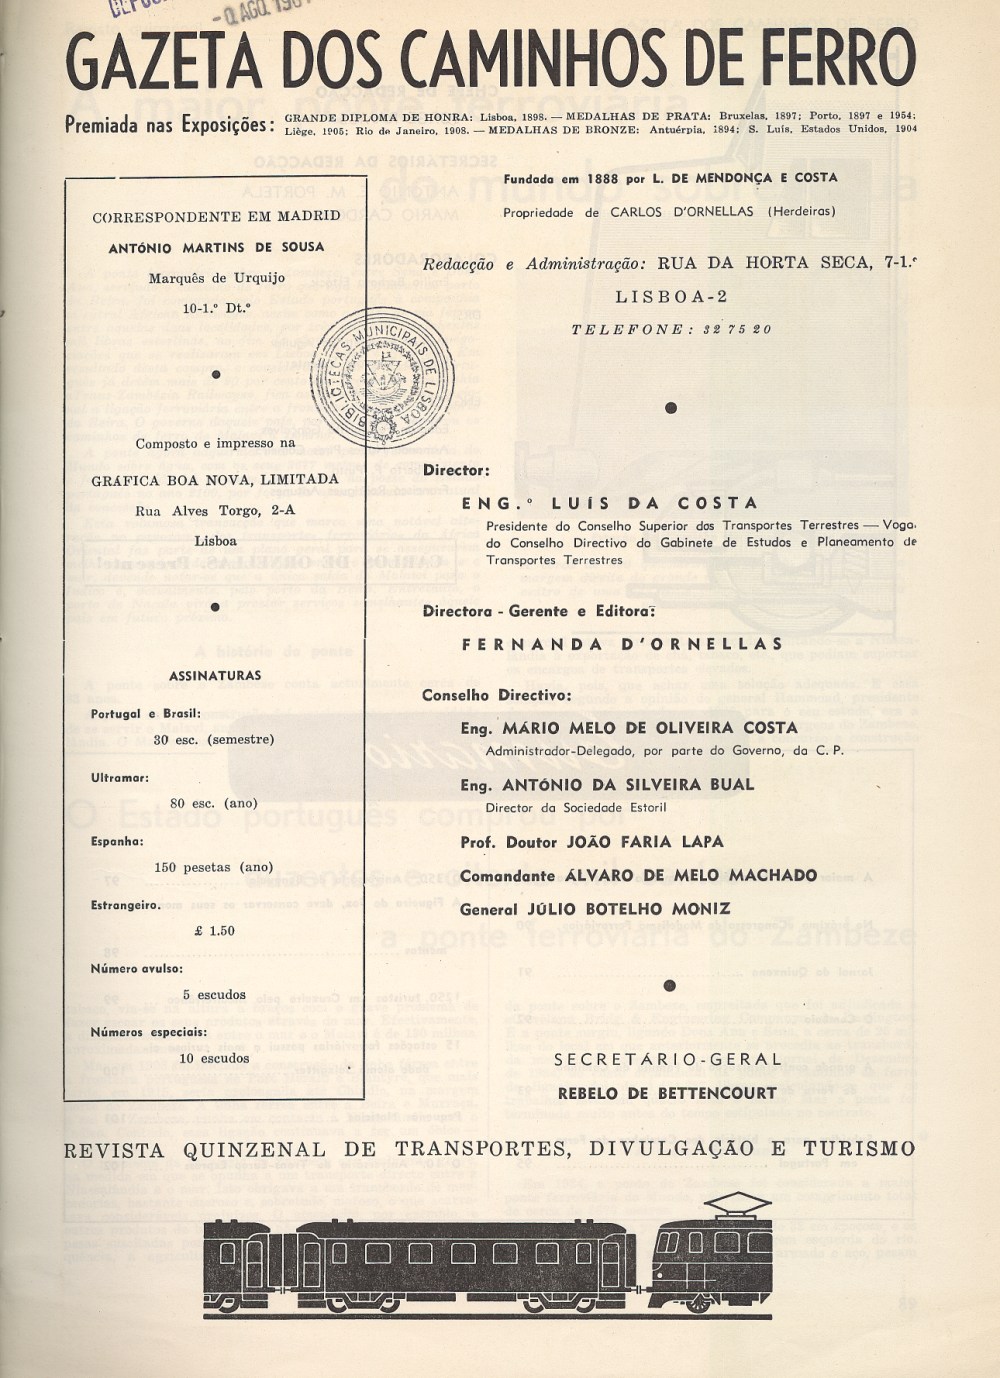 GAZETA DOS CAMINHOS DE FERRO
Premiada nas Exposições:
GRANDE DIPLOMA DE HONRA: Lisboa, 1898. — MEDALHAS DE PRATA: Bruxelas, 1897; Porto, 1897 e 1954;
Liège, 1905; Rio de Janeiro, 1908. — MEDALHAS DE BRONZE: Antuérpia, 1894; S. Luís, Estados Unidos, 1904
CORRESPONDENTE EM MADRID
ANTÓNIO MARTINS DE SOUSA
Marquês de Urquijo
10-1.º Dt.º
Composto e impresso na
GRÁFICA BOA NOVA, LIMITADA
Rua Alves Torgo, 2-A
Lisboa
ASSINATURAS
Portugal e Brasil:
30 esc. (semestre)
Ultramar:
80 esc. (ano)
Espanha:
150 pesetas (ano)
Estrangeiro.
£ 1.50
Número avulso:
5 escudos
Números especiais:
10 escudos
BIBLIOTECAS MUNICIPAIS DE LISBOA
Fundada em 1888 por L. DE MENDONÇA E COSTA
Propriedade de CARLOS D'ORNELLAS (Herdeiras)
Redacção e Administração: RUA DA HORTA SECA, 7-1.º
LISBOA-2
TELEFONE: 32 75 20
Director:
ENG.º LUÍS DA COSTA
Presidente do Conselho Superior dos Transportes Terrestres — Voga.
do Conselho Directivo do Gabinete de Estudos e Planeamento de
Transportes Terrestres
Directora - Gerente e Editora:
FERNANDA D'ORNELLAS
Conselho Directivo:
Eng. MÁRIO MELO DE OLIVEIRA COSTA
Administrador-Delegado, por parte do Governo, da C. P.
Eng. ANTÓNIO DA SILVEIRA BUAL
Director da Sociedade Estoril
Prof. Doutor JOÃO FARIA LAPA
Comandante ÁLVARO DE MELO MACHADO
General JÚLIO BOTELHO MONIZ
SECRETÁRIO-GERAL
REBELO DE BETTENCOURT
REVISTA QUINZENAL DE TRANSPORTES, DIVULGAÇÃO E TURISMO